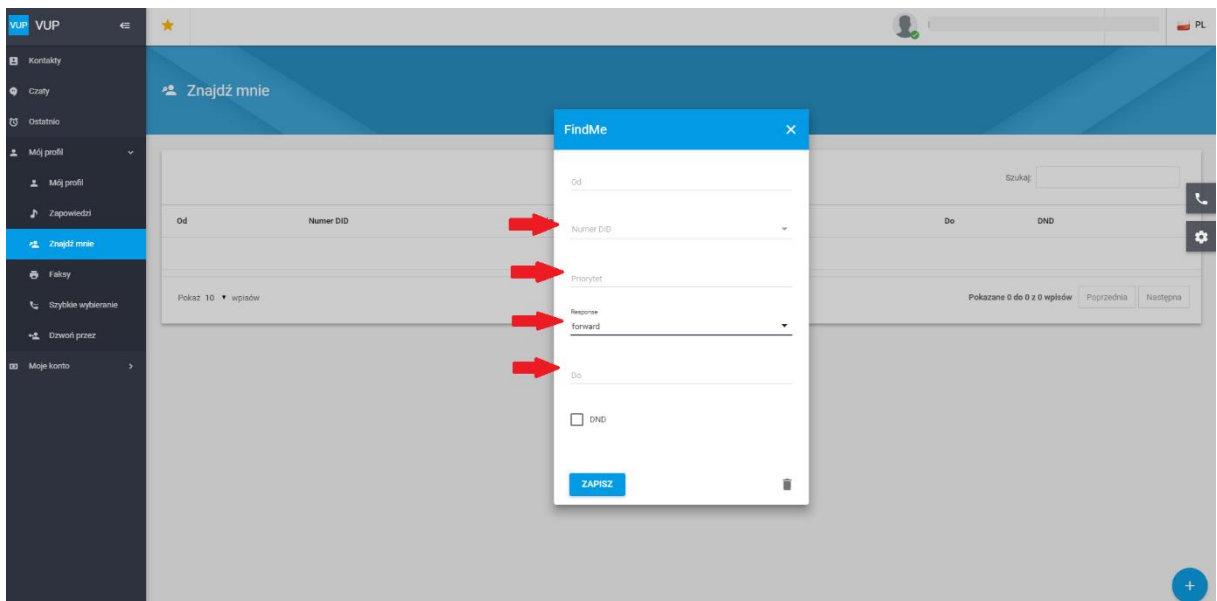 VUP VUP
PL
Kontakty
Czaty
Ostatnio
Mój profil
Mój profil
Zapowiedzi
Znajdź mnie
Faksy
Szybkie wybieranie
Dzwoń przez
Moje konto
Znajdź mnie
Szukaj:
Od Numer DID Do DND
Pokaż 10 wpisów
Pokazane 0 do 0 z 0 wpisów Poprzednia Następna
FindMe
Od
Numer DID
Priorytet
Response
forward
Do
DND
ZAPISZ